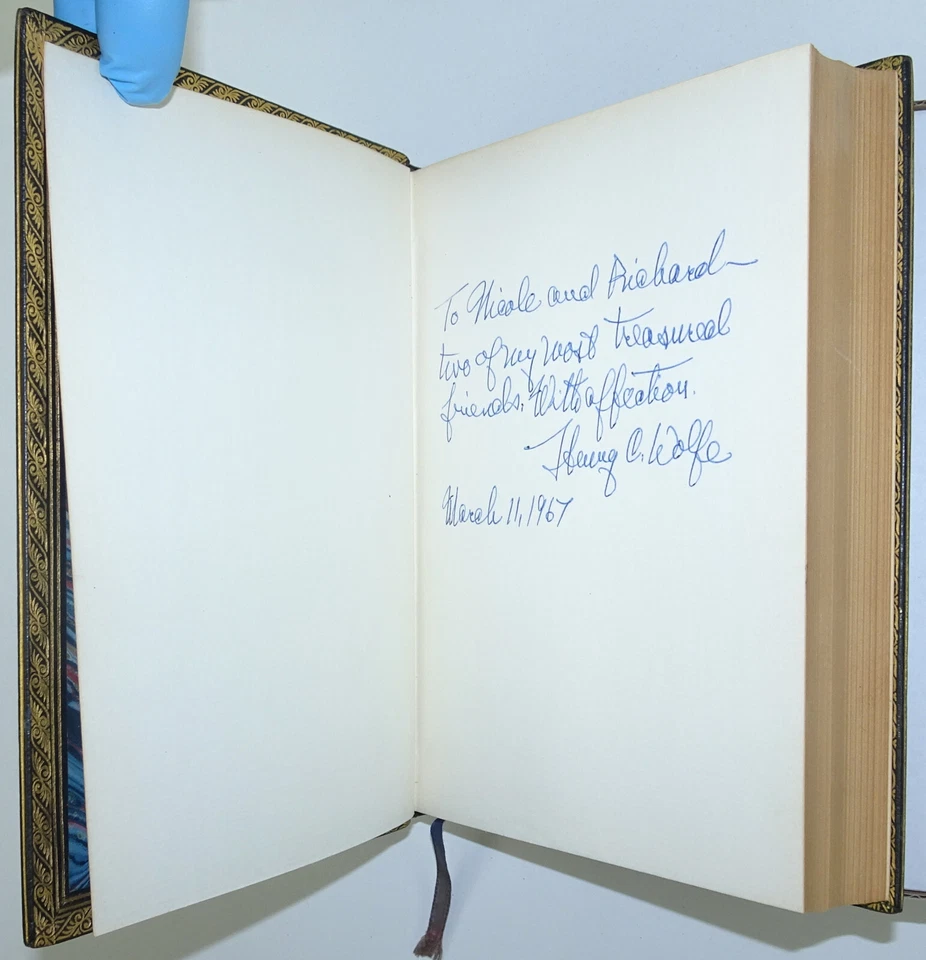 To Nicole and Richard—
two of my most treasured
friends. With affection.
Henry C. Wolfe
March 11, 1967